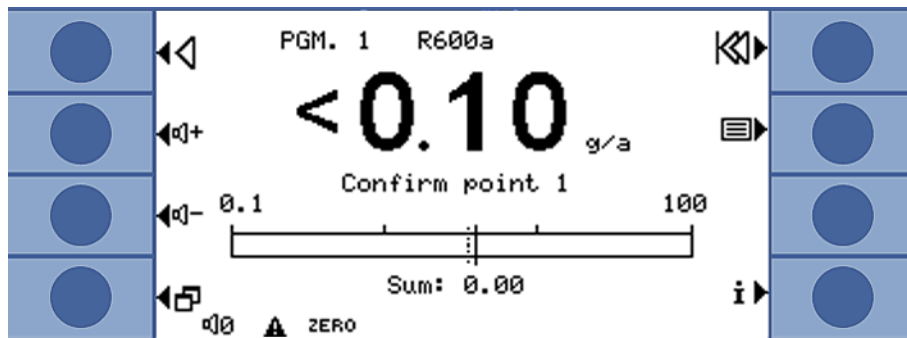 PGM. 1 R600a
<0.10 g/a
+
Confirm point 1
-
0.1 100
Sum: 0.00
i
0 ZERO